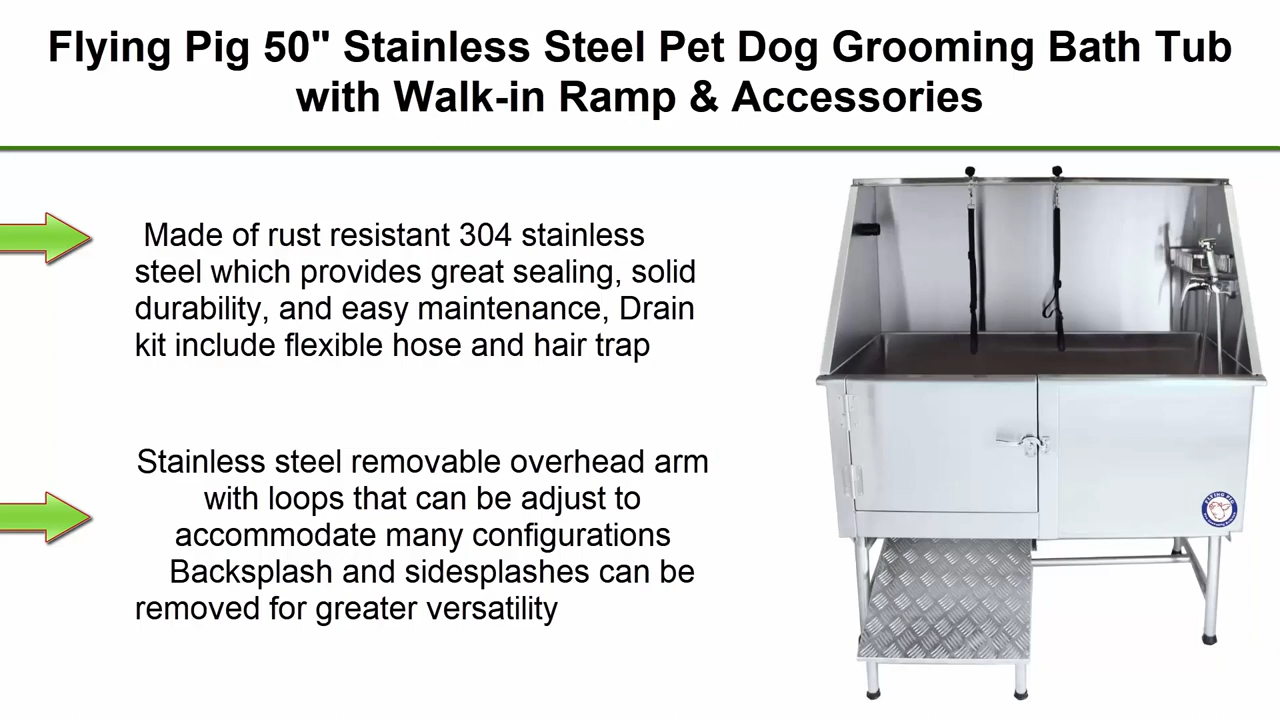 Flying Pig 50" Stainless Steel Pet Dog Grooming Bath Tub
with Walk-in Ramp & Accessories
Made of rust resistant 304 stainless
steel which provides great sealing, solid
durability, and easy maintenance, Drain
kit include flexible hose and hair trap
Stainless steel removable overhead arm
with loops that can be adjust to
accommodate many configurations
Backsplash and sidesplashes can be
removed for greater versatility
FLYING PIG